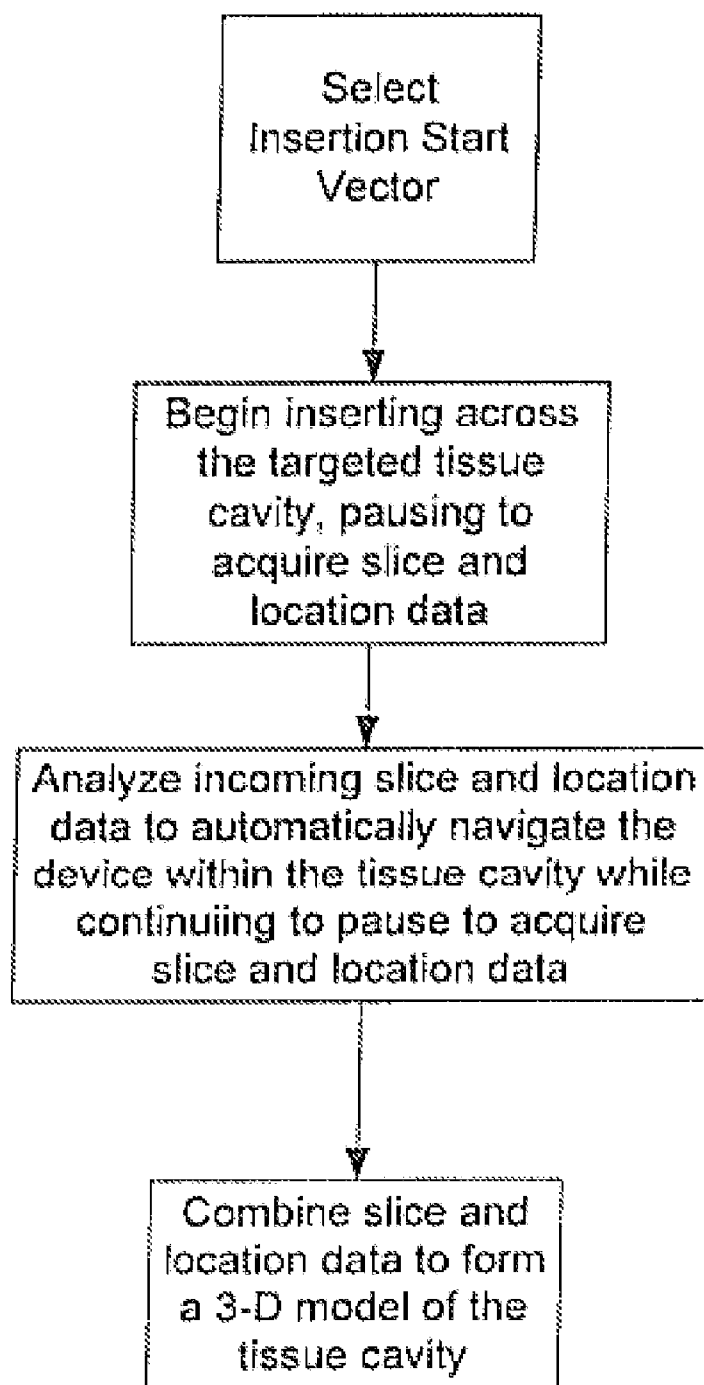 Select
Insertion Start
Vector
Begin inserting across
the targeted tissue
cavity, pausing to
acquire slice and
location data
Analyze incoming slice and location
data to automatically navigate the
device within the tissue cavity while
continuiing to pause to acquire
slice and location data
Combine slice and
location data to form
a 3-D model of the
tissue cavity